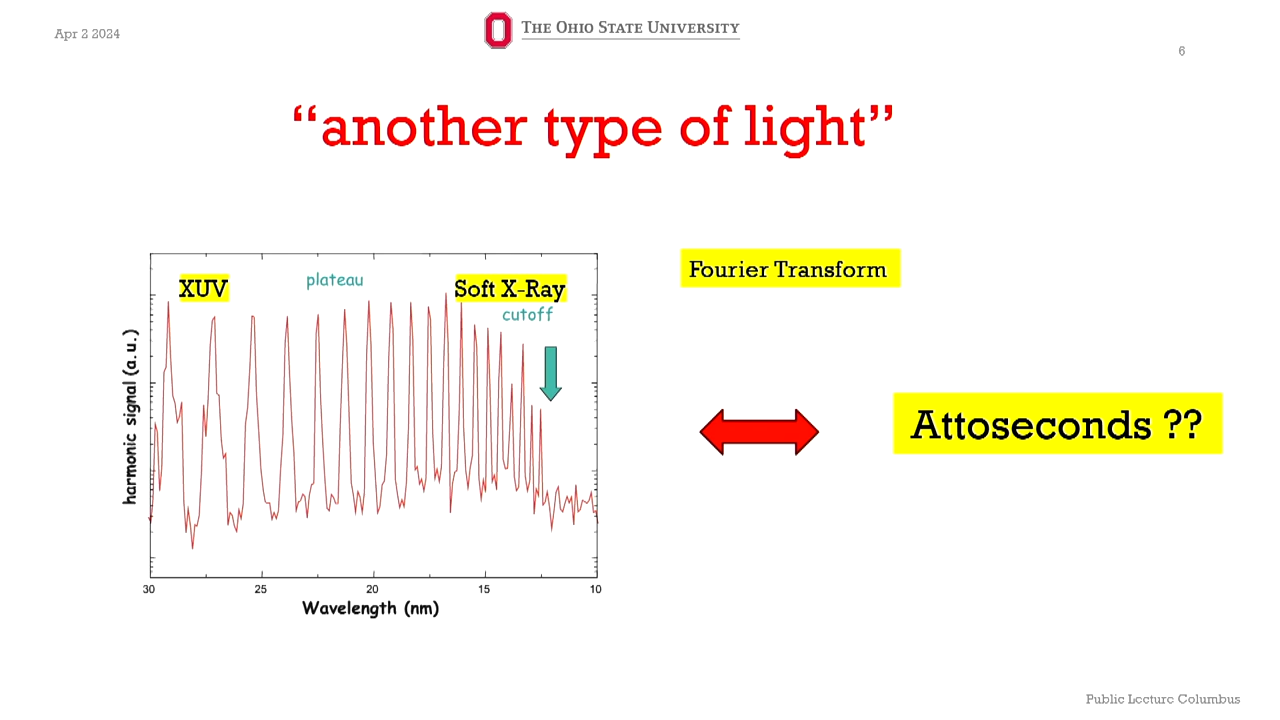 Apr 2 2024
THE OHIO STATE UNIVERSITY
6
“another type of light”
XUV
plateau
Soft X-Ray
cutoff
harmonic signal (a.u.)
30 25 20 15 10
Wavelength (nm)
Fourier Transform
Attoseconds ??
Public Lecture Columbus